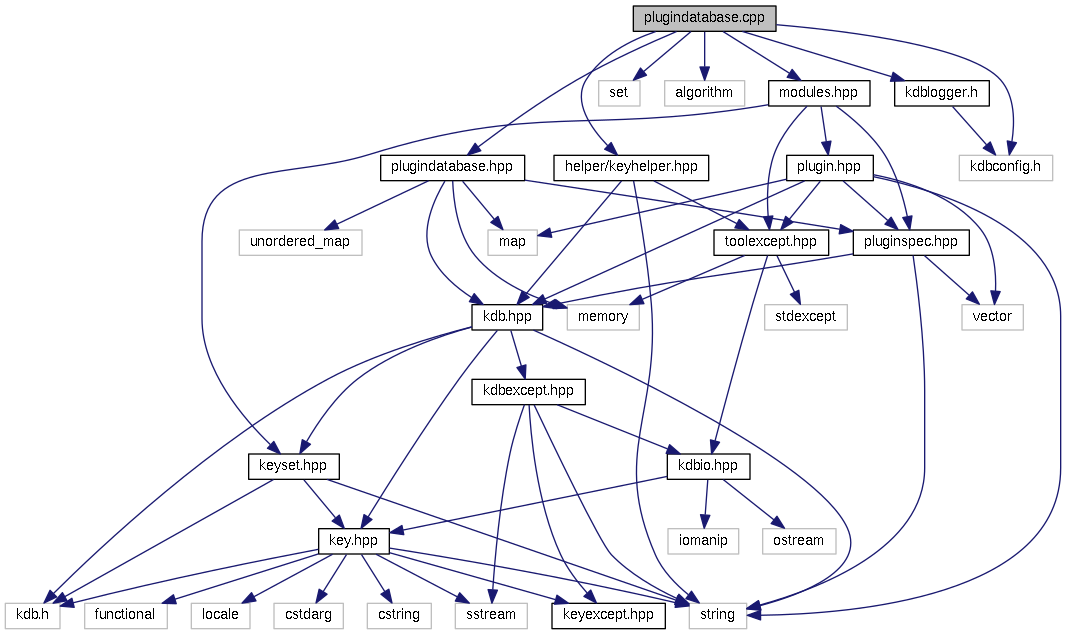 plugindatabase.cpp
set
algorithm
modules.hpp
kdblogger.h
plugindatabase.hpp
helper/keyhelper.hpp
plugin.hpp
kdbconfig.h
unordered_map
map
toolexcept.hpp
pluginspec.hpp
kdb.hpp
memory
stdexcept
vector
kdbexcept.hpp
keyset.hpp
kdbio.hpp
key.hpp
iomanip
ostream
kdb.h
functional
locale
cstdarg
cstring
sstream
keyexcept.hpp
string